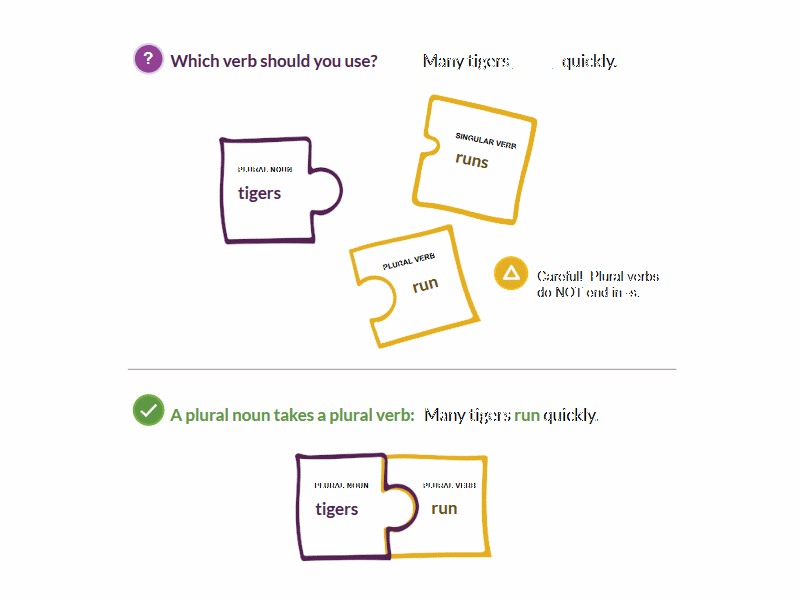 ?
Which verb should you use? Many tigers quickly.
SINGULAR VERB
runs
PLURAL NOUN
tigers
PLURAL VERB
run
Careful! Plural verbs
do NOT end in -s.
A plural noun takes a plural verb: Many tigers run quickly.
PLURAL NOUN PLURAL VERB
tigers run